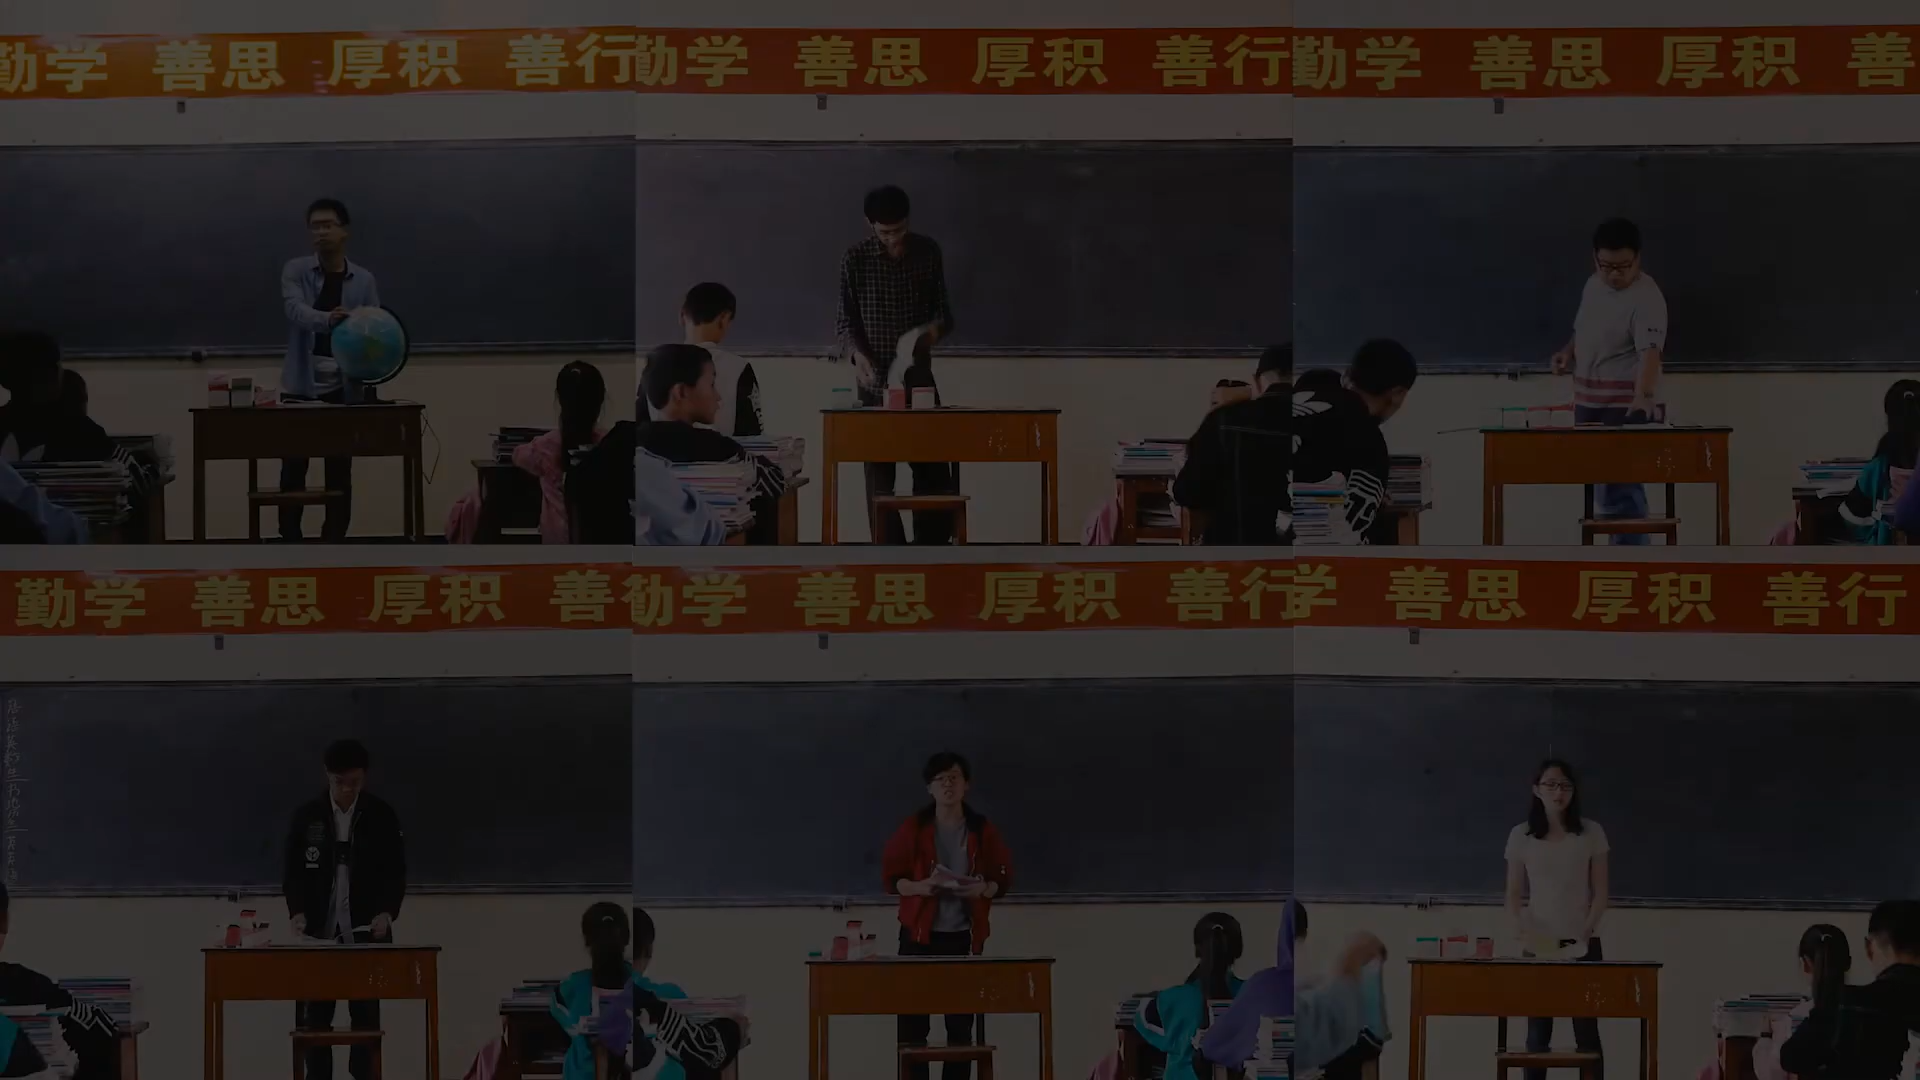 勤学 善思 厚积 善行
勤学 善思 厚积 善行
勤学 善思 厚积 善
勤学 善思 厚积 善
勤学 善思 厚积 善行
学 善思 厚积 善行